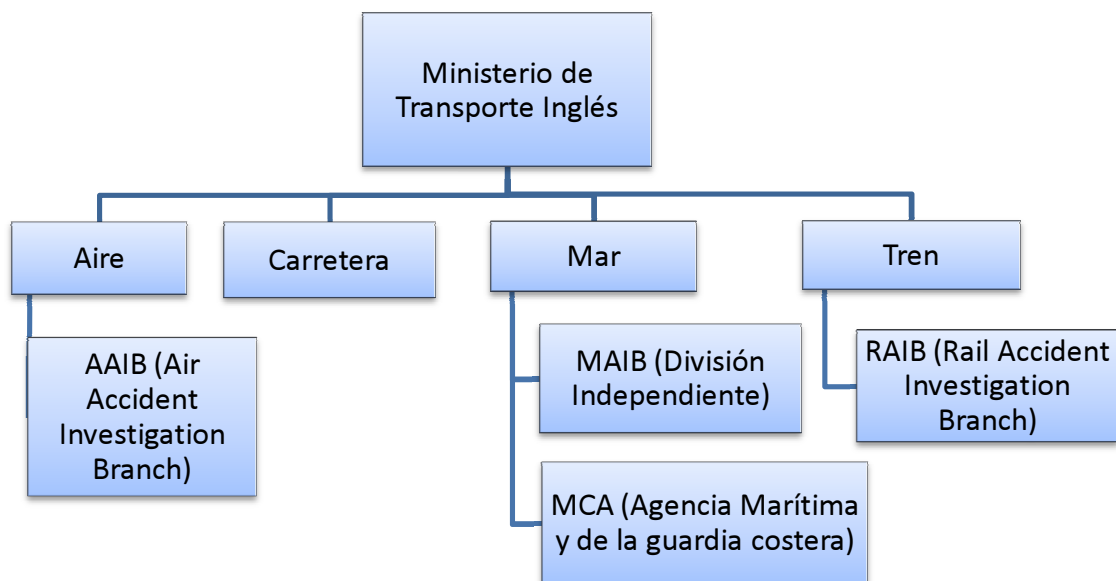 Ministerio de
Transporte Inglés
Aire
Carretera
Mar
Tren
AAIB (Air
Accident
Investigation
Branch)
MAIB (División
Independiente)
RAIB (Rail Accident
Investigation
Branch)
MCA (Agencia Marítima
y de la guardia costera)